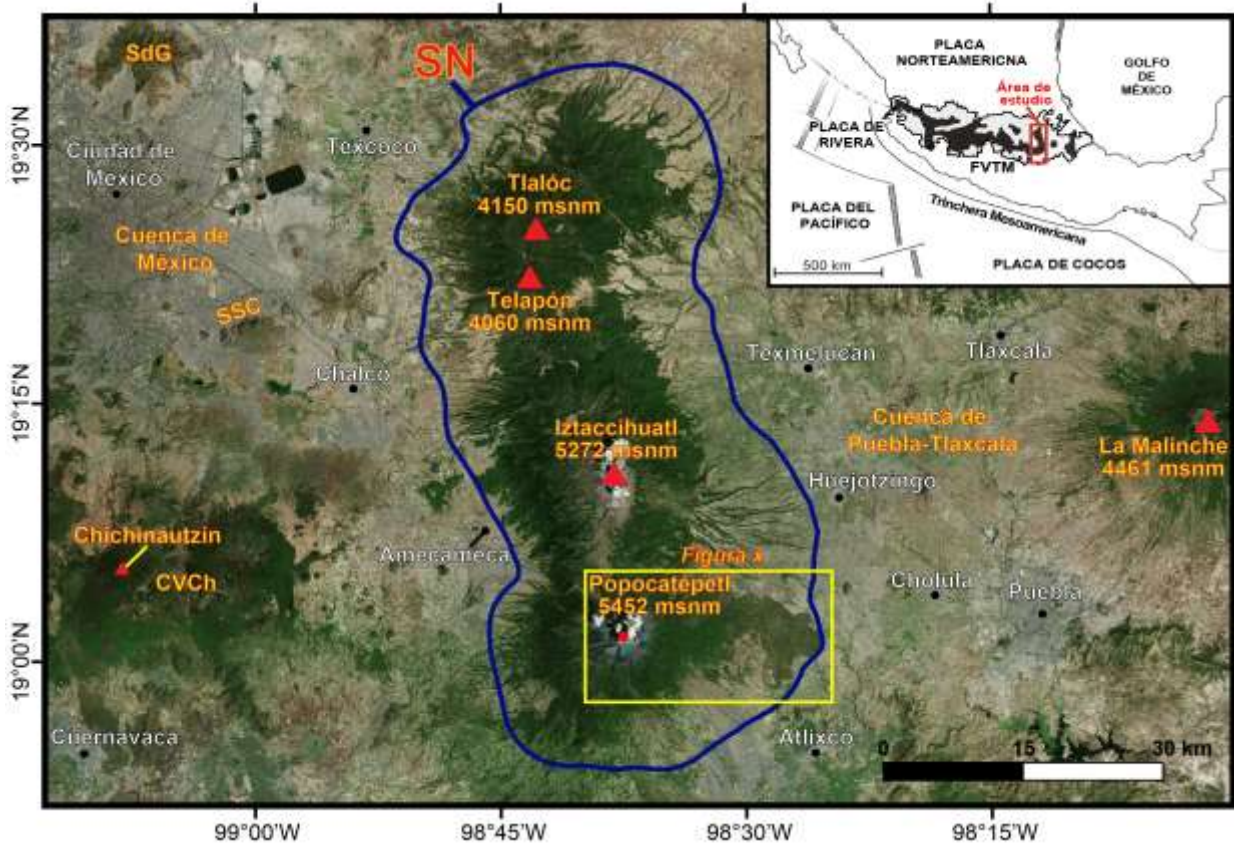 SdG
SN
Ciudad de
Mexico
Texcoco
Cuenca de
México
SSC
Chalco
Tlalóc
4150 msnm
Telapón
4060 msnm
Iztaccihuatl
5272 msnm
Chichinautzin
CVCh
Amecameca
Figura x
Popocatépetl
5452 msnm
Cuernavaca
Texmelucan
Tlaxcala
Cuenca de
Puebla-Tlaxcala
La Malinche
4461 msnm
Huejotzingo
Cholula
Puebla
Atlixco
0 15 30 km
PLACA
NORTEAMERICNA
GOLFO
DE
MÉXICO
Área de
estudio
PLACA DE
RIVERA
FVTM
PLACA DEL
PACÍFICO
Trinchera Mesoamericana
500 km
PLACA DE COCOS
19°30'N
19°15'N
19°00'N
99°00'W
98°45'W
98°30'W
98°15'W